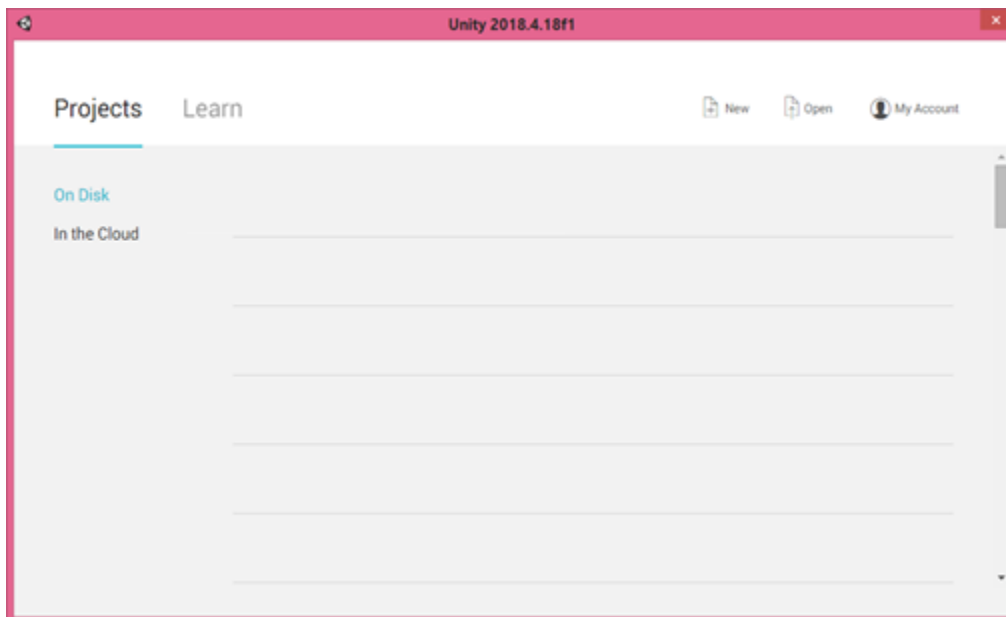 Unity 2018.4.18f1
Projects Learn New Open My Account
On Disk
In the Cloud